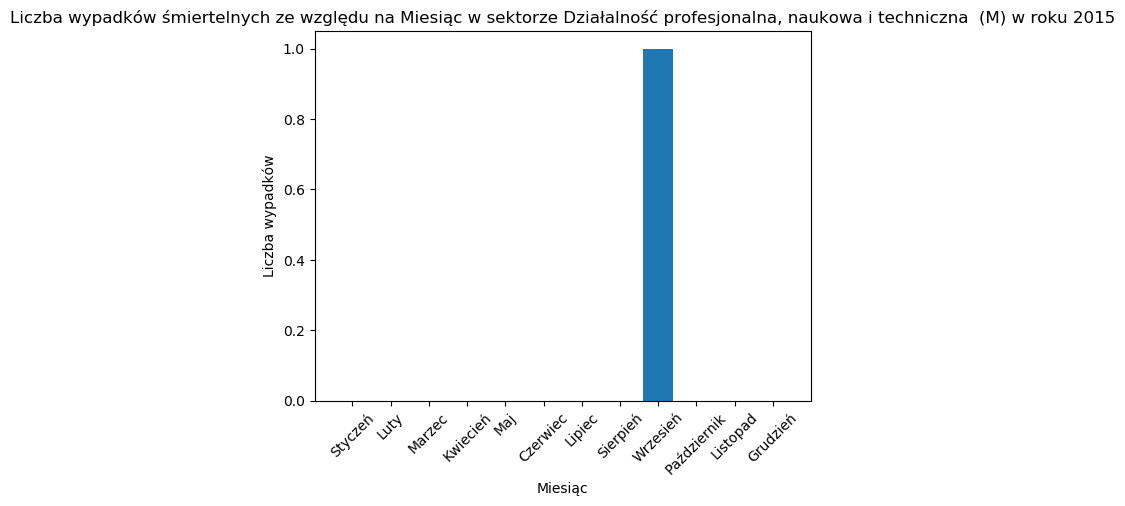 Liczba wypadków śmiertelnych ze względu na Miesiąc w sektorze Działalność profesjonalna, naukowa i techniczna  (M) w roku 2015
1.0
0.8
0.6
0.4
0.2
0.0
Liczba wypadków
Styczeń
Luty
Marzec
Kwiecień
Maj
Czerwiec
Lipiec
Sierpień
Wrzesień
Październik
Listopad
Grudzień
Miesiąc